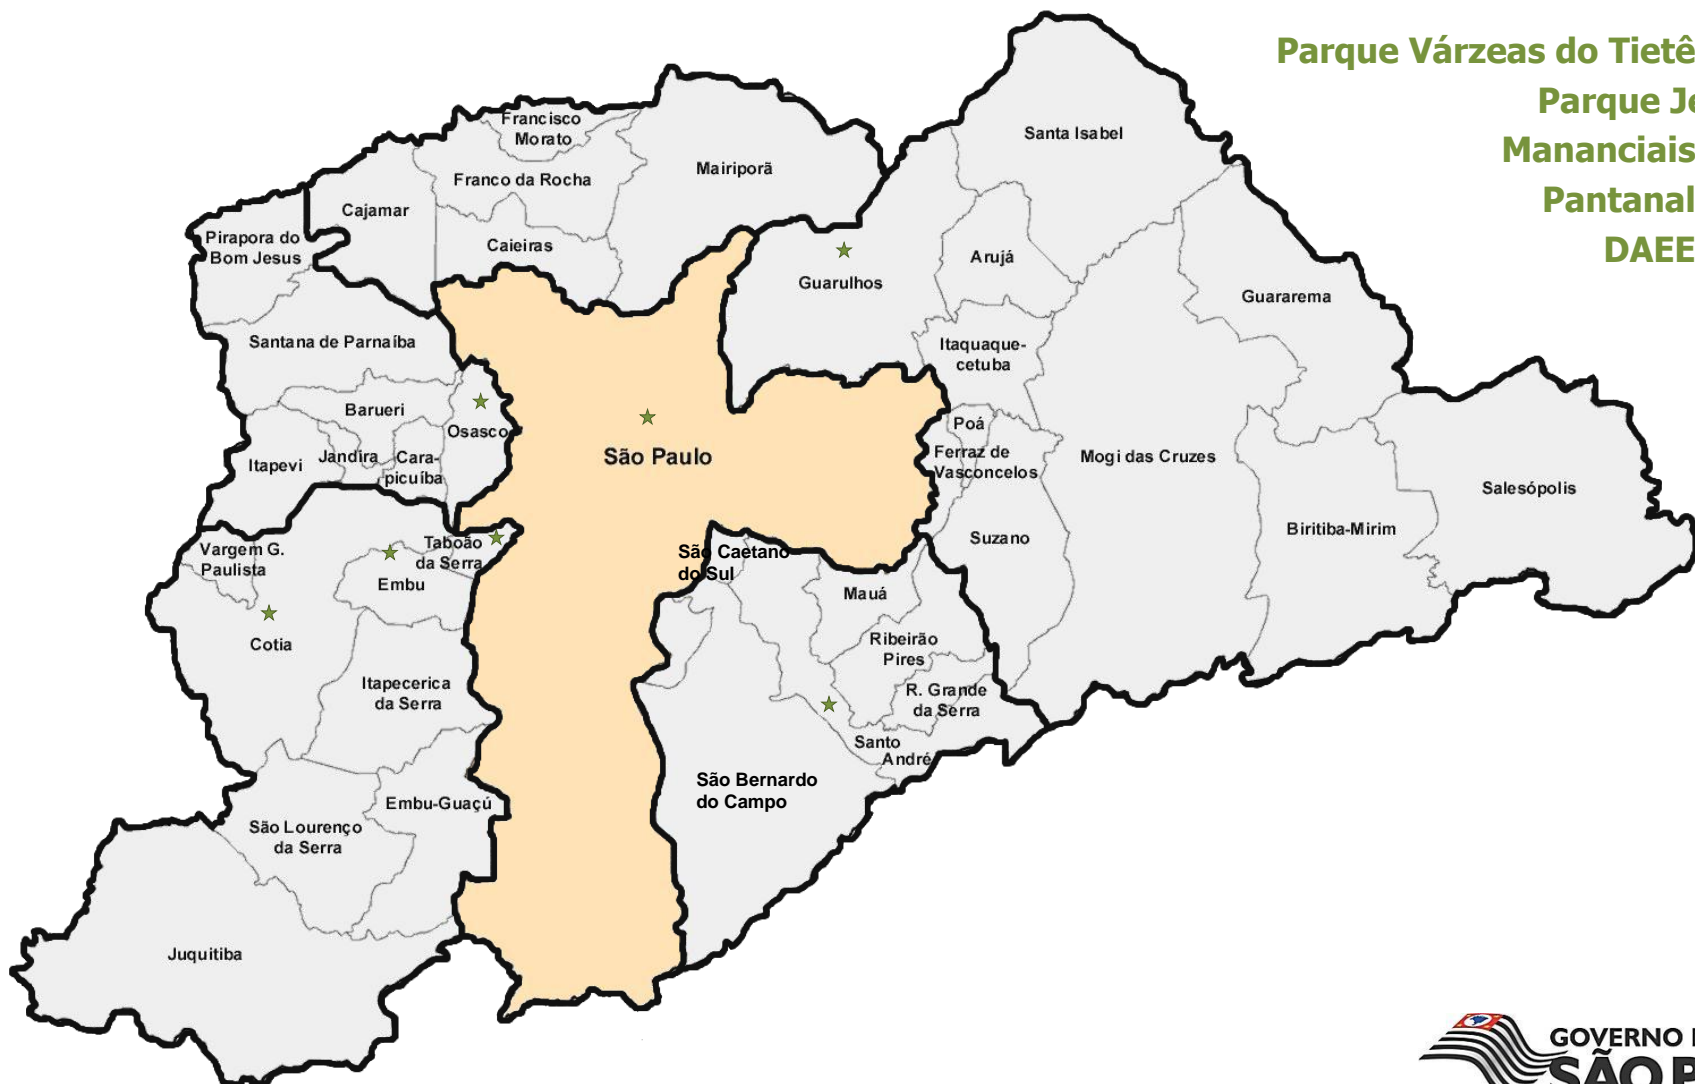 Parque Várzeas do Tietê
Parque
Mananciais
Pantanal
DAEE
Santa Isabel
Francisco
Morato
Mairiporã
Franco da Rocha
Cajamar
Pirapora do
Bom Jesus
Caieiras
Arujá
Guarulhos
Guararema
Santana de Parnaíba
Itaquaque-
cetuba
Barueri
Osasco
Poá
Jandira
Cara-
picuíba
Itapevi
São Paulo
Ferraz de
Vasconcelos
Mogi das Cruzes
Salesópolis
Biritiba-Mirim
Suzano
Vargem G.
Paulista
Taboão
da Serra
São Caetano
do Sul
Embu
Mauá
Cotia
Ribeirão
Pires
Itapecerica
da Serra
R. Grande
da Serra
Santo
André
São Bernardo
do Campo
Embu-Guaçú
São Lourenço
da Serra
Juquitiba
GOVERNO
SÃO